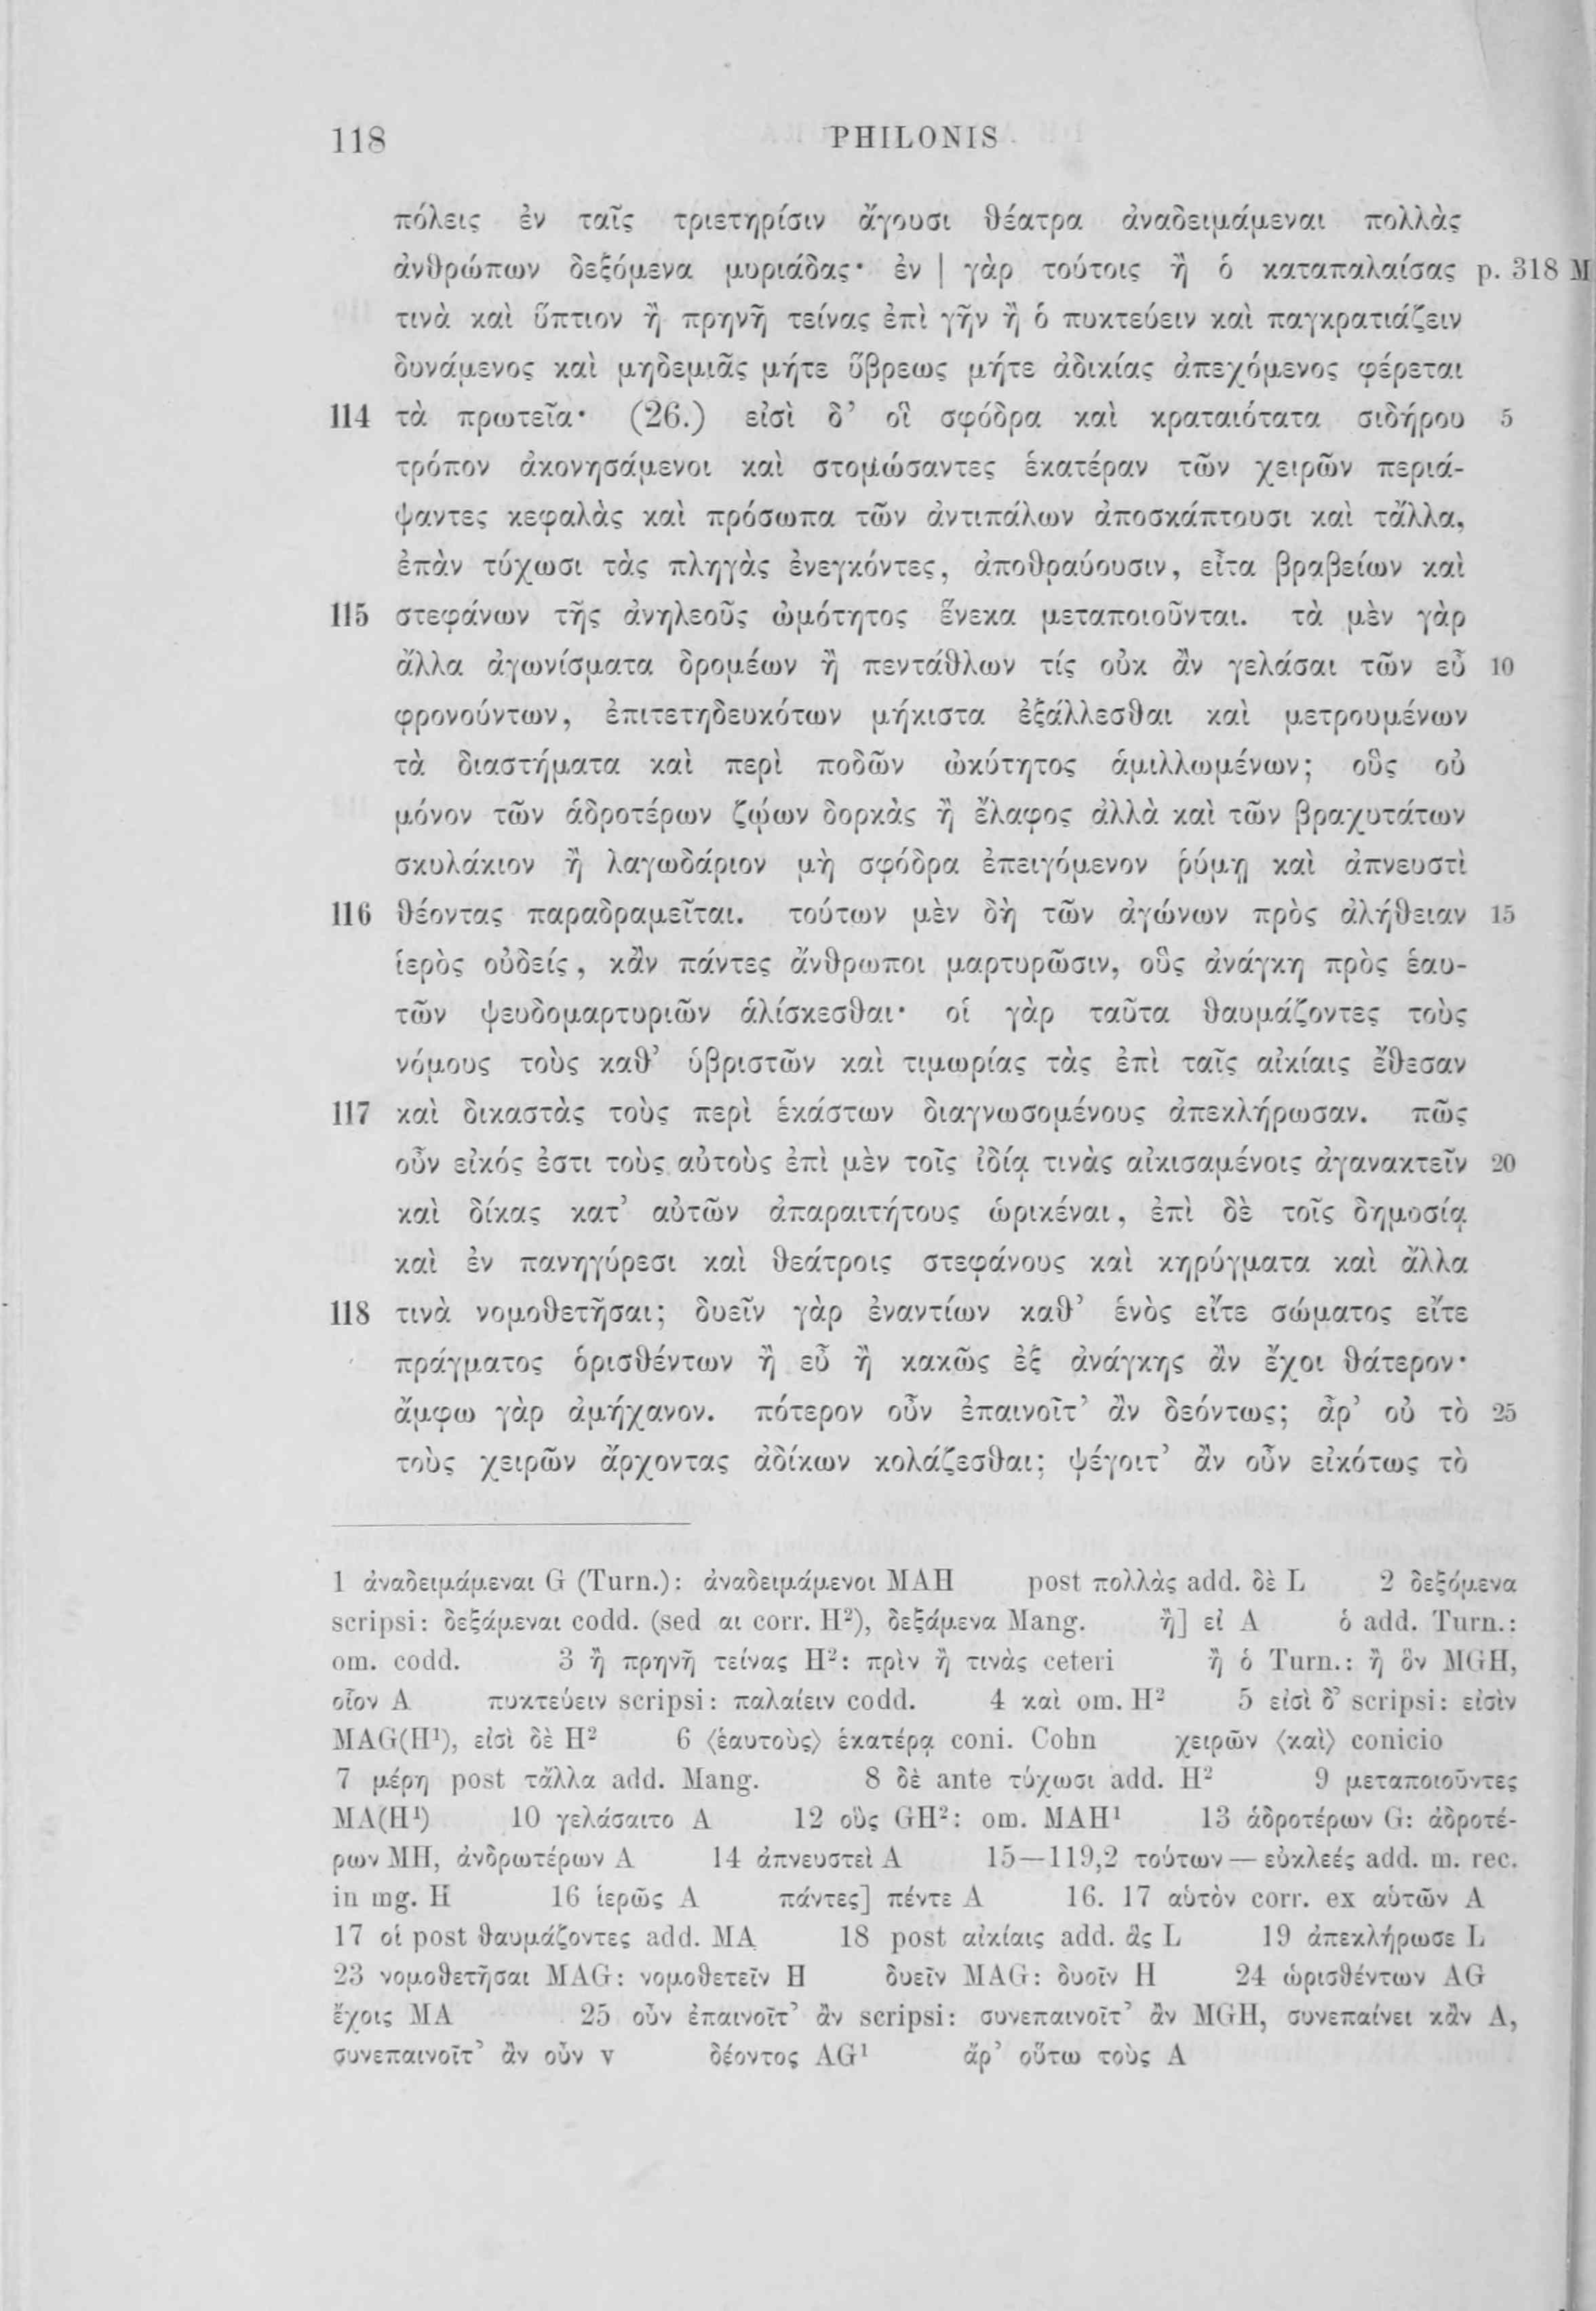 118 PHILONIS
πόλεις ἐν ταῖς τριετηρίσιν ἄγουσι θέατρα ἀναδειμάμεναι πολλὰς
ἀνθρώπων δεξόμενα μυριάδας· ἐν | γὰρ τούτοις ἢ ὁ καταπαλαίσας p. 318 M
τινὰ καὶ ὕπτιον ἢ πρηνῆ τείνας ἐπὶ γῆν ἢ ὁ πυκτεύειν καὶ παγκρατιάζειν
δυνάμενος καὶ μηδεμιᾶς μήτε ὕβρεως μήτε ἀδικίας ἀπεχόμενος φέρεται
114 τὰ πρωτεῖα· (26.) εἰσὶ δ’ οἳ σφόδρα καὶ κραταιότατα σιδήρου 5
τρόπον ἀκονησάμενοι καὶ στομώσαντες ἑκατέραν τῶν χειρῶν περιά-
ψαντες κεφαλὰς καὶ πρόσωπα τῶν ἀντιπάλων ἀποσκάπτουσι καὶ τἄλλα,
ἐπὰν τύχωσι τὰς πληγὰς ἐνεγκόντες, ἀποθραύουσιν, εἶτα βραβείων καὶ
115 στεφάνων τῆς ἀνηλεοῦς ὠμότητος ἕνεκα μεταποιοῦνται. τὰ μὲν γὰρ
ἄλλα ἀγωνίσματα δρομέων ἢ πεντάθλων τίς οὐκ ἂν γελάσαι τῶν εὖ 10
φρονούντων, ἐπιτετηδευκότων μήκιστα ἐξάλλεσθαι καὶ μετρουμένων
τὰ διαστήματα καὶ περὶ ποδῶν ὠκύτητος ἁμιλλωμένων; οὓς οὐ
μόνον τῶν ἁδροτέρων ζῴων δορκὰς ἢ ἔλαφος ἀλλὰ καὶ τῶν βραχυτάτων
σκυλάκιον ἢ λαγωδάριον μὴ σφόδρα ἐπειγόμενον ῥύμῃ καὶ ἀπνευστὶ
116 θέοντας παραδραμεῖται. τούτων μὲν δὴ τῶν ἀγώνων πρὸς ἀλήθειαν 15
ἱερὸς οὐδείς, κἂν πάντες ἄνθρωποι μαρτυρῶσιν, οὓς ἀνάγκη πρὸς ἑαυ-
τῶν ψευδομαρτυριῶν ἁλίσκεσθαι· οἱ γὰρ ταῦτα θαυμάζοντες τοὺς
νόμους τοὺς καθ’ ὑβριστῶν καὶ τιμωρίας τὰς ἐπὶ ταῖς αἰκίαις ἔθεσαν
117 καὶ δικαστὰς τοὺς περὶ ἑκάστων διαγνωσομένους ἀπεκλήρωσαν. πῶς
οὖν εἰκός ἐστι τοὺς αὐτοὺς ἐπὶ μὲν τοῖς ἰδίᾳ τινὰς αἰκισαμένοις ἀγανακτεῖν 20
καὶ δίκας κατ’ αὐτῶν ἀπαραιτήτους ὡρικέναι, ἐπὶ δὲ τοῖς δημοσίᾳ
καὶ ἐν πανηγύρεσι καὶ θεάτροις στεφάνους καὶ κηρύγματα καὶ ἄλλα
118 τινὰ νομοθετῆσαι; δυεῖν γὰρ ἐναντίων καθ’ ἑνὸς εἴτε σώματος εἴτε
πράγματος ὁρισθέντων ἢ εὖ ἢ κακῶς ἐξ ἀνάγκης ἂν ἔχοι θάτερον·
ἄμφω γὰρ ἀμήχανον. πότερον οὖν ἐπαινοῖτ’ ἂν δεόντως; ἆρ’ οὐ τὸ 25
τοὺς χειρῶν ἄρχοντας ἀδίκων κολάζεσθαι; ψέγοιτ’ ἂν οὖν εἰκότως τὸ
1 ἀναδειμάμεναι G (Turn.): ἀναδειμάμενοι MAH post πολλὰς add. δὲ L 2 δεξόμενα
scripsi: δεξάμεναι codd. (sed αι corr. H²), δεξάμενα Mang. ἢ] εἰ A ὁ add. Turn.:
om. codd. 3 ἢ πρηνῆ τείνας H²: πρὶν ἢ τινὰς ceteri ἢ ὁ Turn.: ἢ ὃν MGH,
οἷον A πυκτεύειν scripsi: παλαίειν codd. 4 καὶ om. H² 5 εἰσὶ δ’ scripsi: εἰσὶν
MAG(H¹), εἰσὶ δὲ H² 6 ⟨ἑαυτοὺς⟩ ἑκατέρᾳ coni. Cohn χειρῶν ⟨καὶ⟩ conicio
7 μέρη post τἄλλα add. Mang. 8 δὲ ante τύχωσι add. H² 9 μεταποιοῦντες
MA(H¹) 10 γελάσαιτο A 12 οὓς GH²: om. MAH¹ 13 ἁδροτέρων G: ἀδροτέ-
ρων MH, ἀνδρωτέρων A 14 ἀπνευστεὶ A 15—119,2 τούτων — εὐκλεές add. m. rec.
in mg. H 16 ἱερῶς A πάντες] πέντε A 16. 17 αὑτὸν corr. ex αὑτῶν A
17 οἱ post θαυμάζοντες add. MA 18 post αἰκίαις add. ἃς L 19 ἀπεκλήρωσε L
23 νομοθετῆσαι MAG: νομοθετεῖν H δυεῖν MAG: δυοῖν H 24 ὡρισθέντων AG
ἔχοις MA 25 οὖν ἐπαινοῖτ’ ἂν scripsi: συνεπαινοῖτ’ ἂν MGH, συνεπαίνει κἂν A,
συνεπαινοῖτ’ ἂν οὖν v δέοντος AG¹ ἄρ’ οὕτω τοὺς A